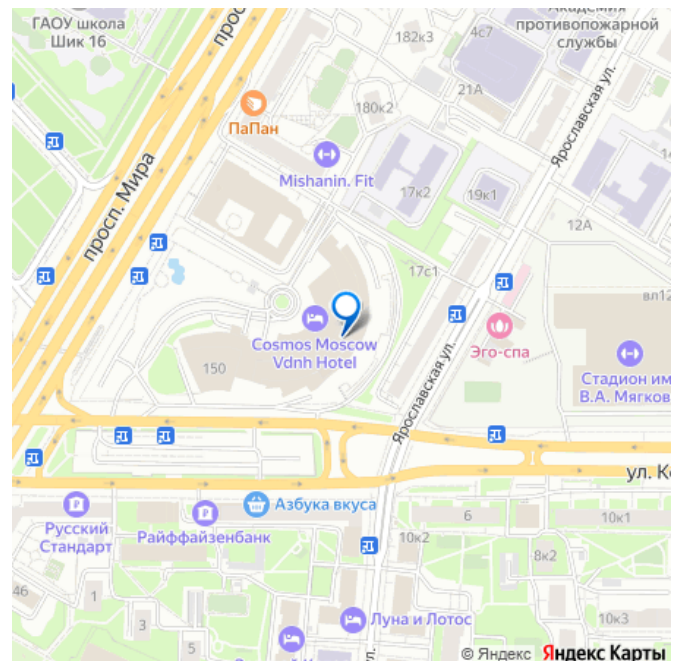 ГАОУ школа
Шик 16
прос
182к3
4с7
Академия
противопожарной
службы
21А
ПаПан
180к2
Ярославская ул.
Mishanin. Fit
17к2
19к1
просп. Мира
12А
17с1
вл12
Cosmos Moscow
Vdnh Hotel
150
Эго-спа
Стадион им
В.А. Мягков
Ярославская ул.
ул. Ко
Азбука вкуса
Русский
Стандарт
Райффайзенбанк
6
10к1
10к2
8к2
46
1
3
5
Луна и Лотос
10к3
© Яндекс Яндекс Карты